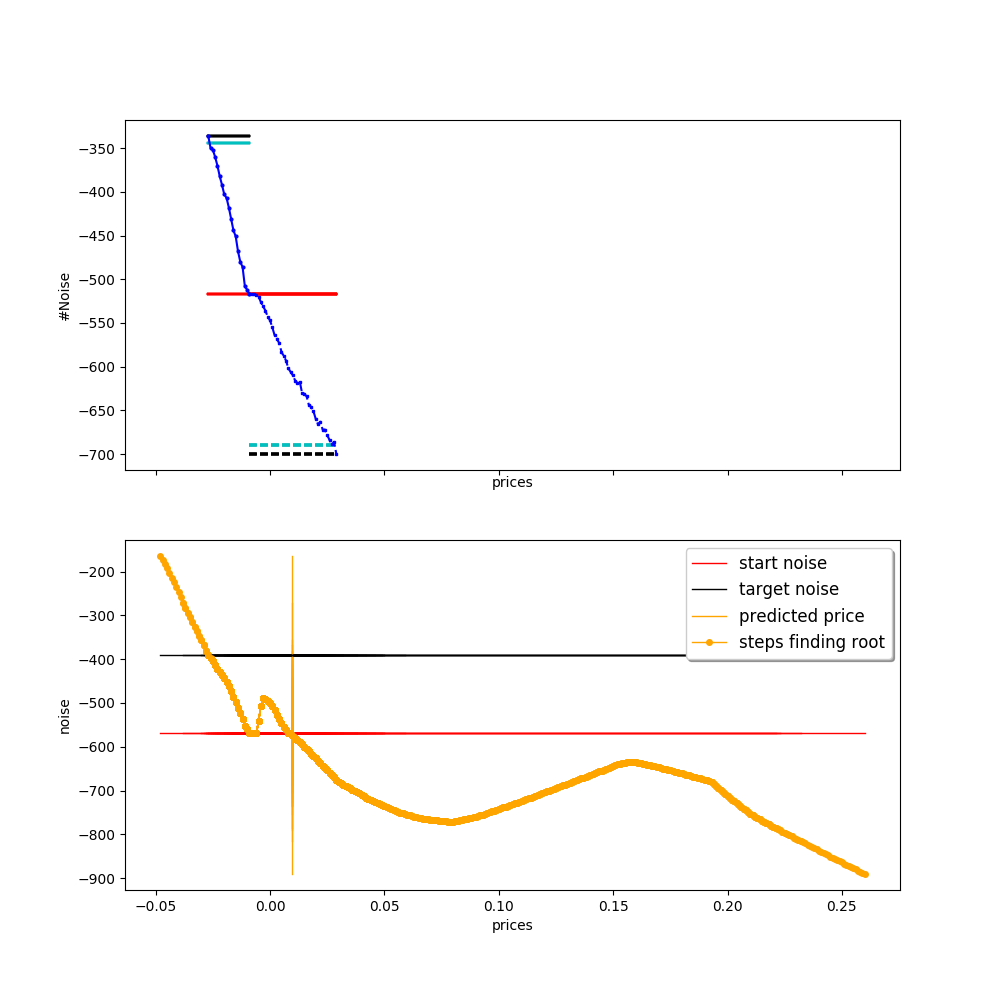 −350
−400
−450
−500
−550
−600
−650
−700
#Noise
prices
−200
−300
−400
−500
−600
−700
−800
−900
noise
start noise
target noise
predicted price
steps finding root
−0.05 0.00 0.05 0.10 0.15 0.20 0.25
prices